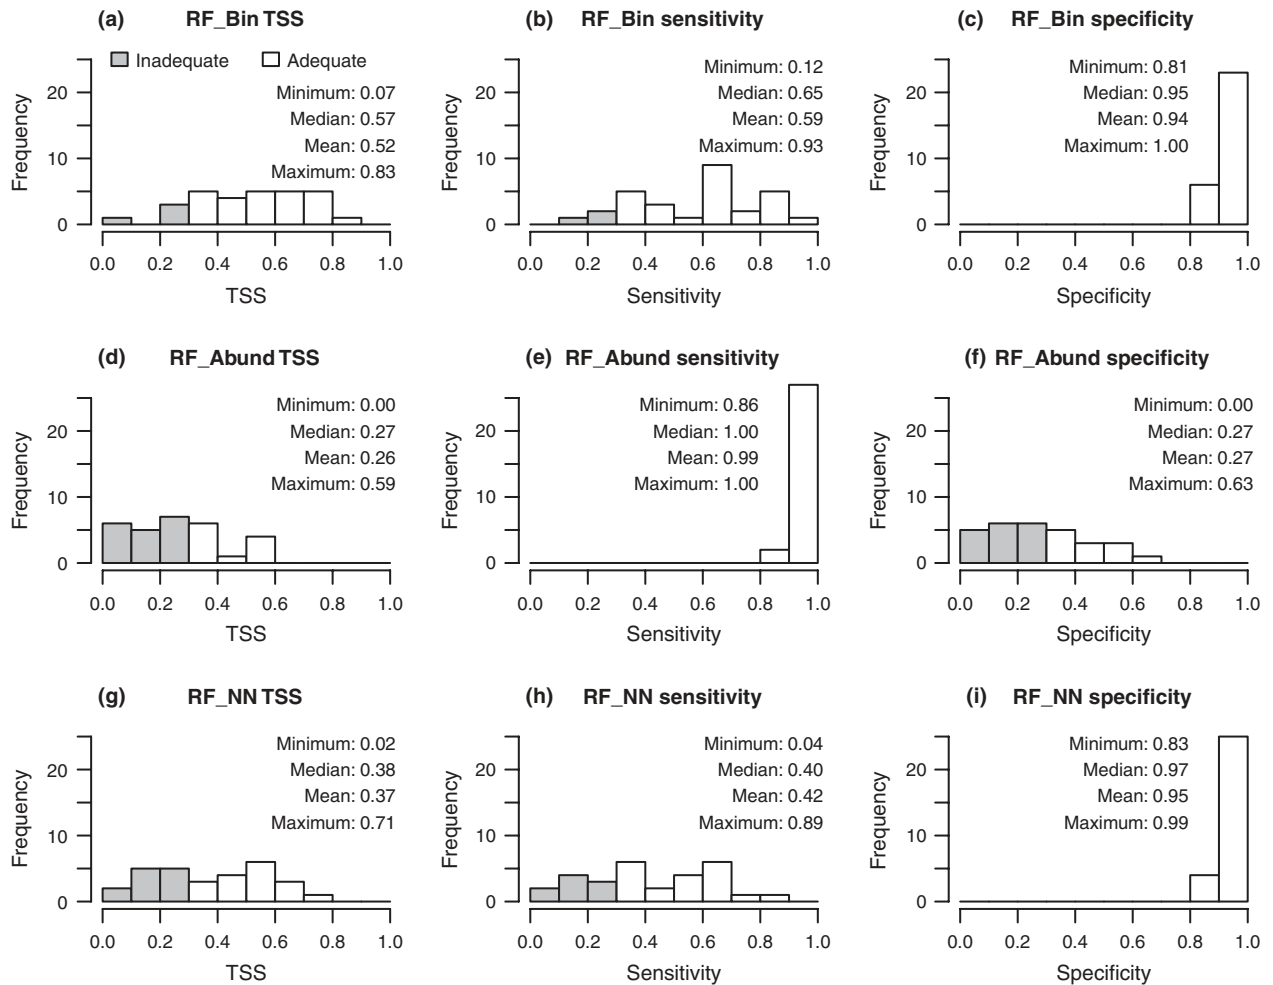 (a) RF_Bin TSS
Inadequate Adequate
Minimum: 0.07
Median: 0.57
Mean: 0.52
Maximum: 0.83
Frequency
20
10
0
0.0 0.2 0.4 0.6 0.8 1.0
TSS
(b) RF_Bin sensitivity
Minimum: 0.12
Median: 0.65
Mean: 0.59
Maximum: 0.93
Frequency
20
10
0
0.0 0.2 0.4 0.6 0.8 1.0
Sensitivity
(c) RF_Bin specificity
Minimum: 0.81
Median: 0.95
Mean: 0.94
Maximum: 1.00
Frequency
20
10
0
0.0 0.2 0.4 0.6 0.8 1.0
Specificity
(d) RF_Abund TSS
Minimum: 0.00
Median: 0.27
Mean: 0.26
Maximum: 0.59
Frequency
20
10
0
0.0 0.2 0.4 0.6 0.8 1.0
TSS
(e) RF_Abund sensitivity
Minimum: 0.86
Median: 1.00
Mean: 0.99
Maximum: 1.00
Frequency
20
10
0
0.0 0.2 0.4 0.6 0.8 1.0
Sensitivity
(f) RF_Abund specificity
Minimum: 0.00
Median: 0.27
Mean: 0.27
Maximum: 0.63
Frequency
20
10
0
0.0 0.2 0.4 0.6 0.8 1.0
Specificity
(g) RF_NN TSS
Minimum: 0.02
Median: 0.38
Mean: 0.37
Maximum: 0.71
Frequency
20
10
0
0.0 0.2 0.4 0.6 0.8 1.0
TSS
(h) RF_NN sensitivity
Minimum: 0.04
Median: 0.40
Mean: 0.42
Maximum: 0.89
Frequency
20
10
0
0.0 0.2 0.4 0.6 0.8 1.0
Sensitivity
(i) RF_NN specificity
Minimum: 0.83
Median: 0.97
Mean: 0.95
Maximum: 0.99
Frequency
20
10
0
0.0 0.2 0.4 0.6 0.8 1.0
Specificity